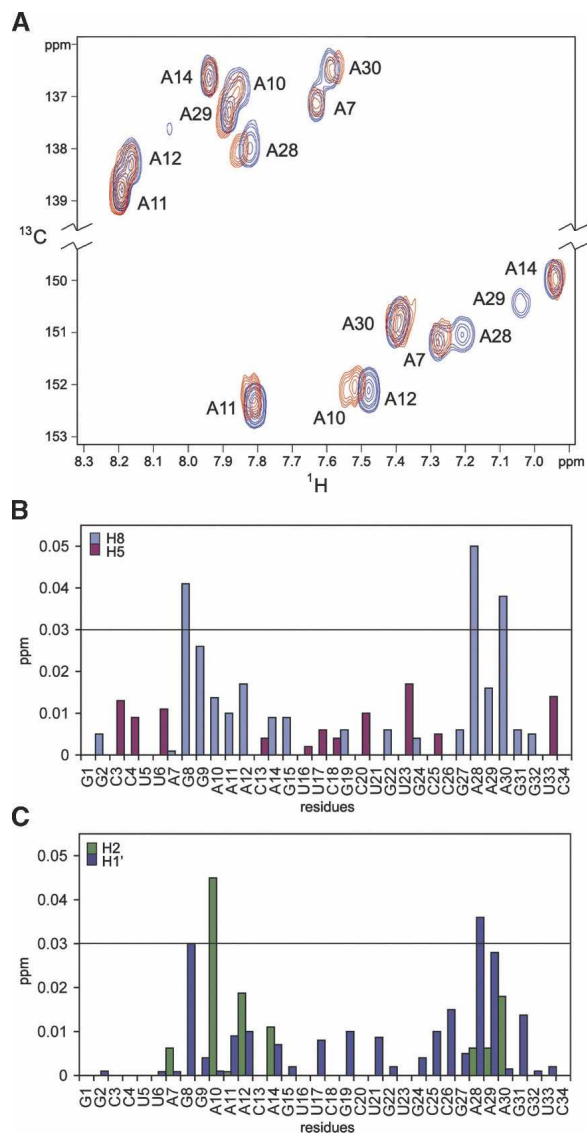 A
ppm
137
138
139
13C
150
151
152
153
A14
A10
A30
A29
A7
A12
A28
A11
A14
A29
A30
A28
A7
A11
A10
A12
8.3 8.2 8.1 8.0 7.9 7.8 7.7 7.6 7.5 7.4 7.3 7.2 7.1 7.0 ppm
1H
B
H8
H5
0.05
0.04
0.03
0.02
0.01
0
ppm
G1 G2 C3 C4 U5 U6 A7 G8 G9 A10 A11 A12 C13 A14 G15 U16 U17 C18 G19 C20 U21 G22 U23 G24 C25 C26 G27 A28 A29 A30 G31 G32 U33 C34
residues
C
H2
H1'
0.05
0.04
0.03
0.02
0.01
0
ppm
G1 G2 C3 C4 U5 U6 A7 G8 G9 A10 A11 A12 C13 A14 G15 U16 U17 C18 G19 C20 U21 G22 U23 G24 C25 C26 G27 A28 A29 A30 G31 G32 U33 C34
residues